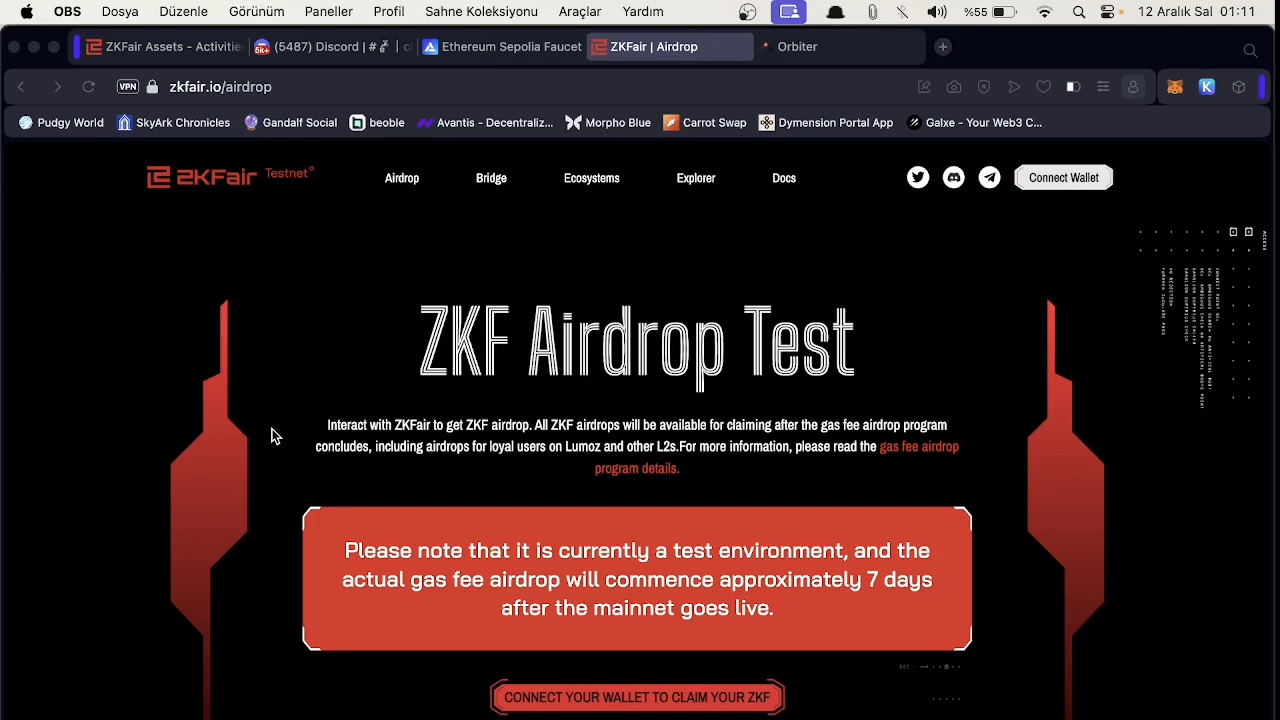 OBS Dosya Düzenle Görünüm Paneller Profil Sahne Koleksiyonu Araçlar Yardım %55 12 Aralık Sal 01:11
ZKFair Assets - Activities (5487) Discord | # Ethereum Sepolia Faucet ZKFair | Airdrop Orbiter
VPN zkfair.io/airdrop
Pudgy World SkyArk Chronicles Gandalf Social beoble Avantis - Decentraliz... Morpho Blue Carrot Swap Dymension Portal App Galxe - Your Web3 C...
ZKFair Testnet Airdrop Bridge Ecosystems Explorer Docs Connect Wallet
ACCESS
ZKF Airdrop Test
Interact with ZKFair to get ZKF airdrop. All ZKF airdrops will be available for claiming after the gas fee airdrop program
concludes, including airdrops for loyal users on Lumoz and other L2s.For more information, please read the gas fee airdrop
program details.
Please note that it is currently a test environment, and the
actual gas fee airdrop will commence approximately 7 days
after the mainnet goes live.
CONNECT YOUR WALLET TO CLAIM YOUR ZKF